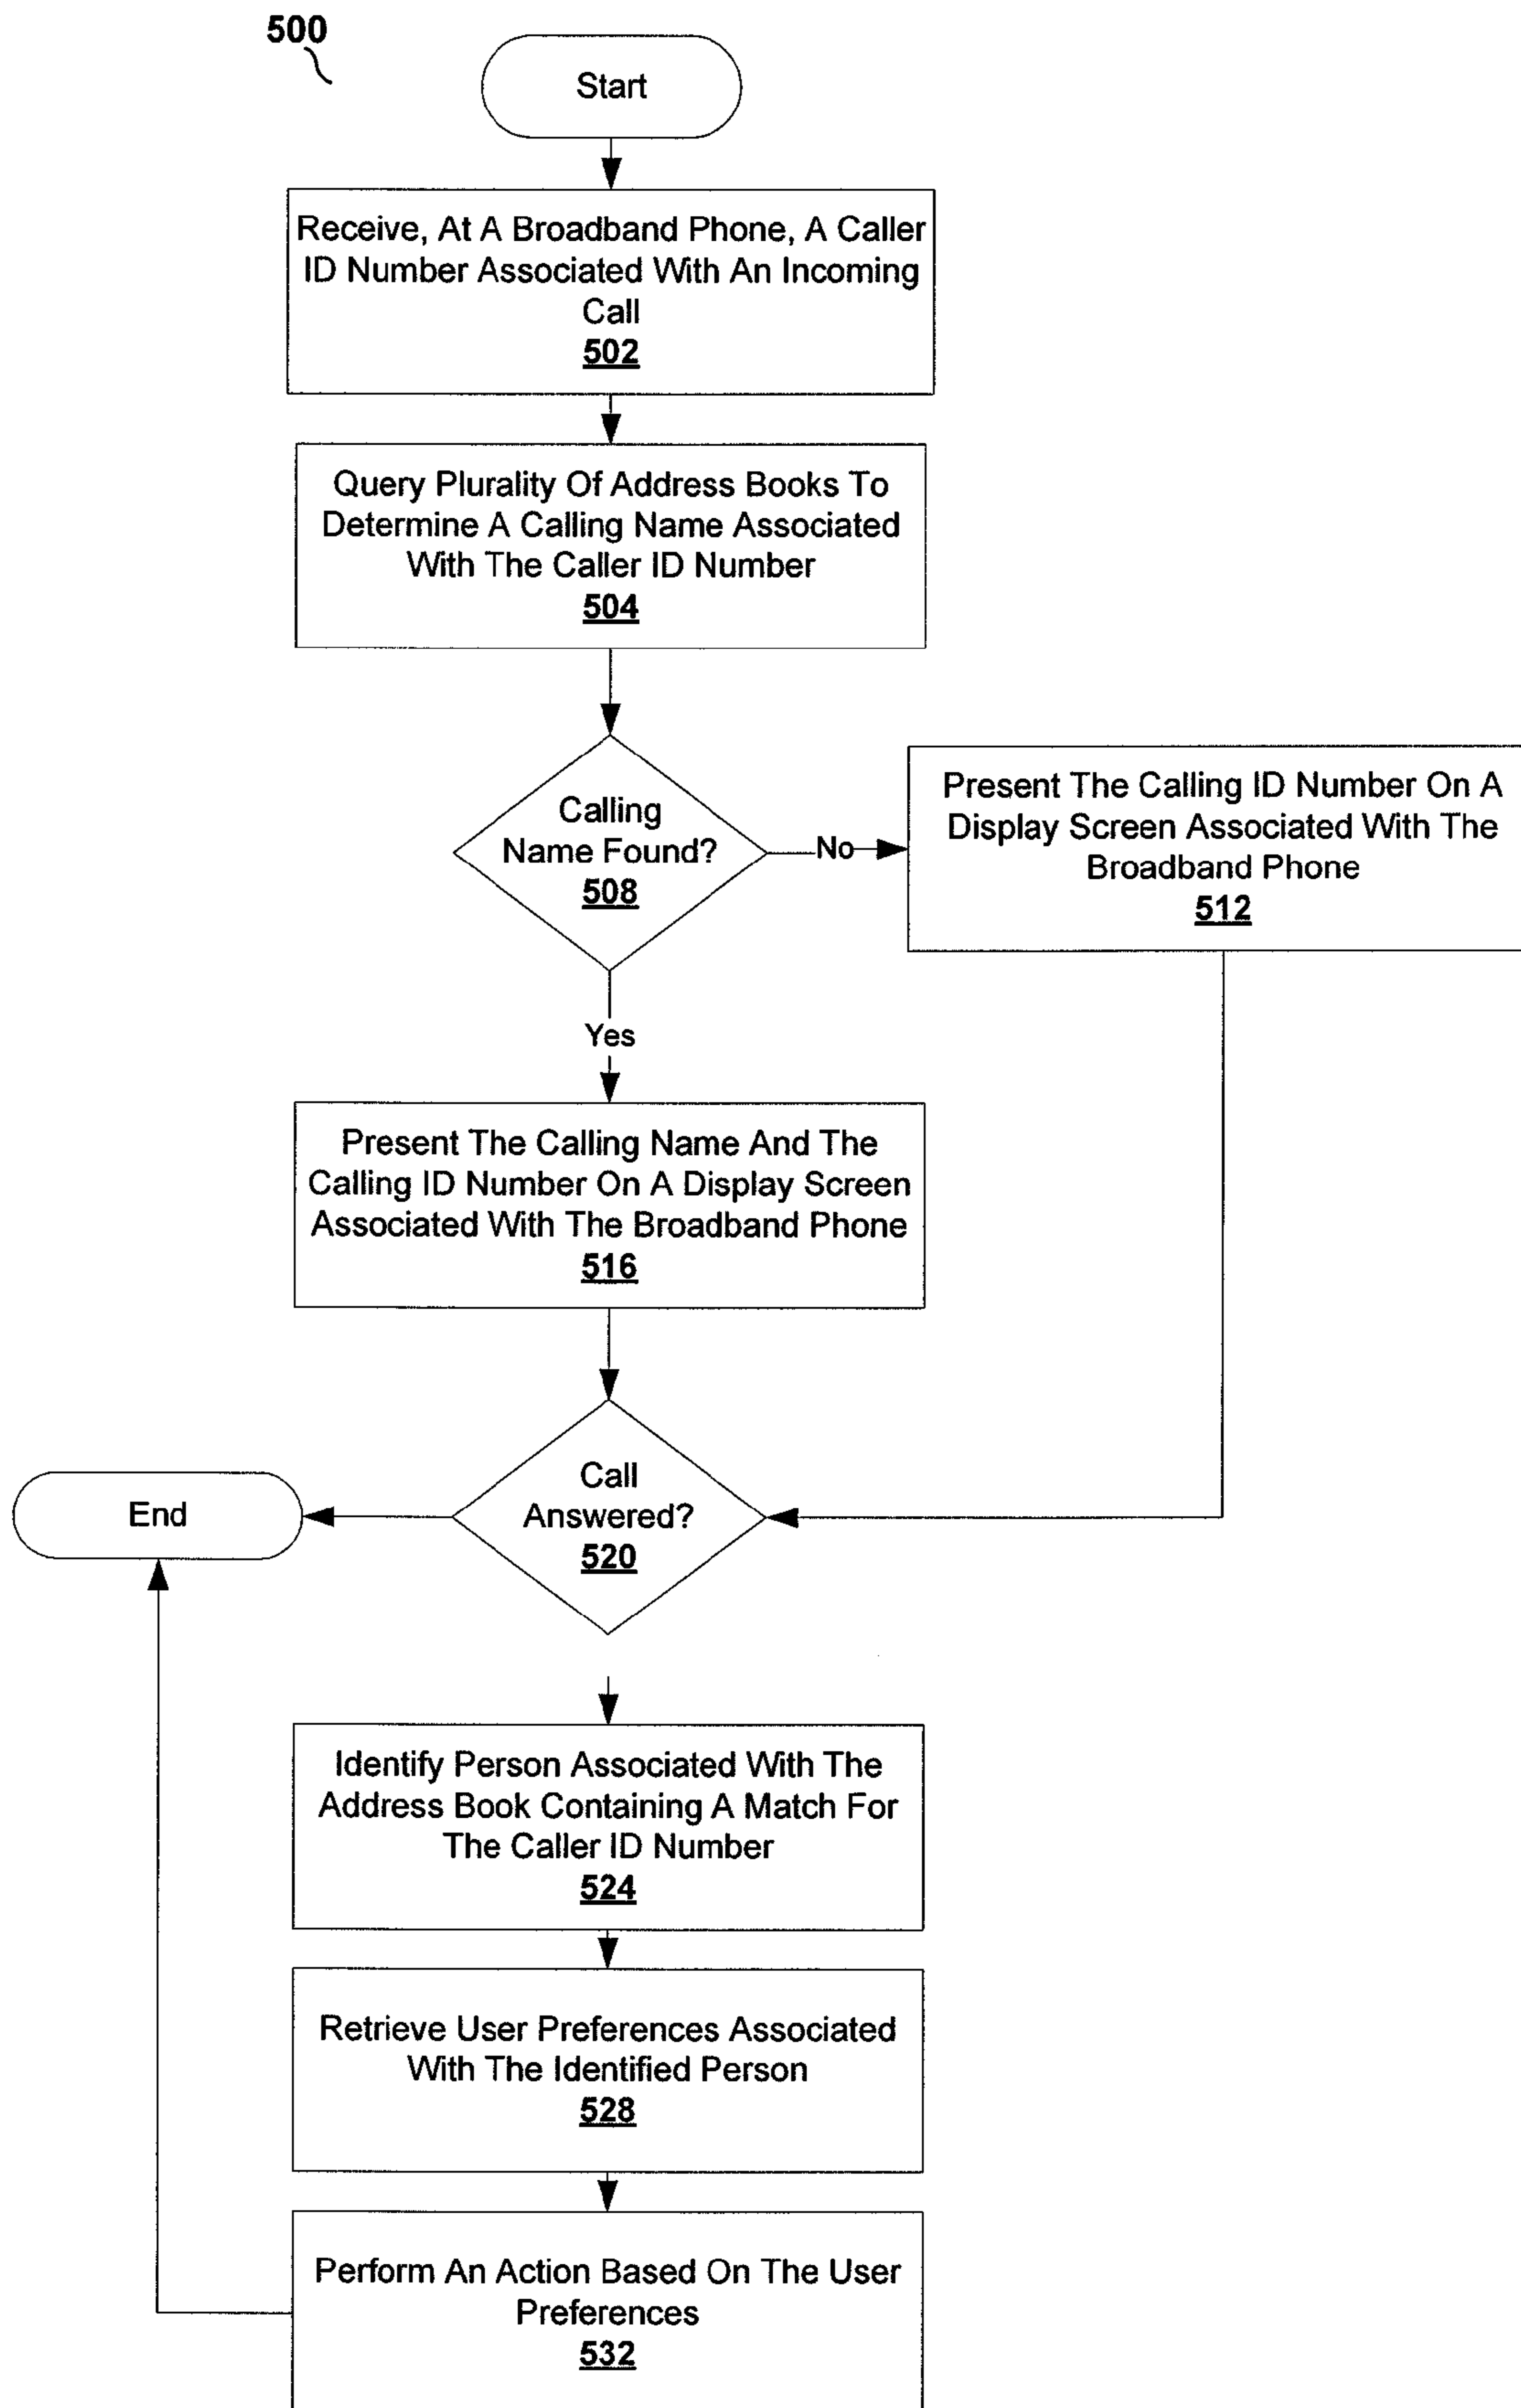 500
Start
Receive, At A Broadband Phone, A Caller
ID Number Associated With An Incoming
Call
502
Query Plurality Of Address Books To
Determine A Calling Name Associated
With The Caller ID Number
504
Calling
Name Found?
508
No
Present The Calling ID Number On A
Display Screen Associated With The
Broadband Phone
512
Yes
Present The Calling Name And The
Calling ID Number On A Display Screen
Associated With The Broadband Phone
516
Call
Answered?
520
End
Identify Person Associated With The
Address Book Containing A Match For
The Caller ID Number
524
Retrieve User Preferences Associated
With The Identified Person
528
Perform An Action Based On The User
Preferences
532